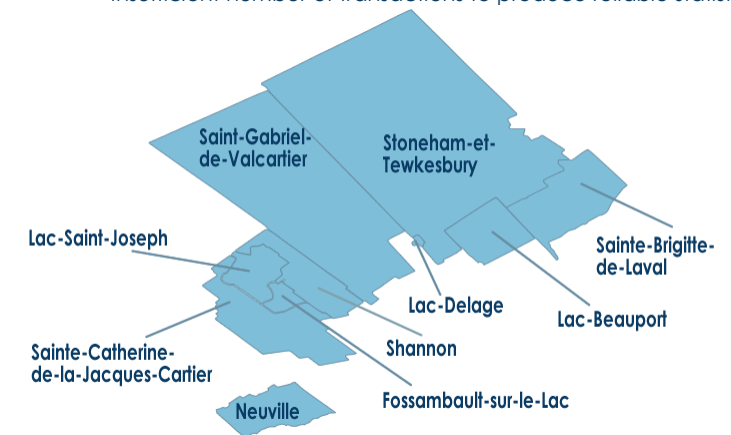 Saint-Gabriel-
de-Valcartier
Stoneham-et-
Tewkesbury
Lac-Saint-Joseph
Sainte-Brigitte-
de-Laval
Lac-Delage
Lac-Beauport
Shannon
Sainte-Catherine-
de-la-Jacques-Cartier
Fossambault-sur-le-Lac
Neuville